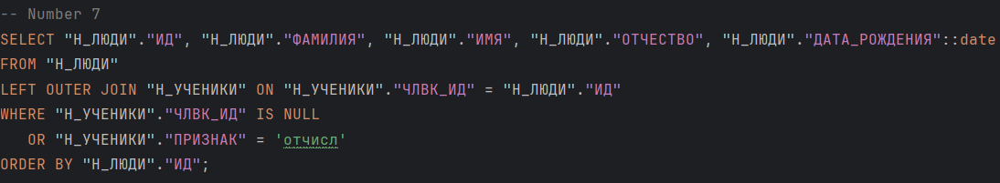 -- Number 7
SELECT "Н_ЛЮДИ"."ИД", "Н_ЛЮДИ"."ФАМИЛИЯ", "Н_ЛЮДИ"."ИМЯ", "Н_ЛЮДИ"."ОТЧЕСТВО", "Н_ЛЮДИ"."ДАТА_РОЖДЕНИЯ"::date
FROM "Н_ЛЮДИ"
LEFT OUTER JOIN "Н_УЧЕНИКИ" ON "Н_УЧЕНИКИ"."ЧЛВК_ИД" = "Н_ЛЮДИ"."ИД"
WHERE "Н_УЧЕНИКИ"."ЧЛВК_ИД" IS NULL
   OR "Н_УЧЕНИКИ"."ПРИЗНАК" = 'отчисл'
ORDER BY "Н_ЛЮДИ"."ИД";